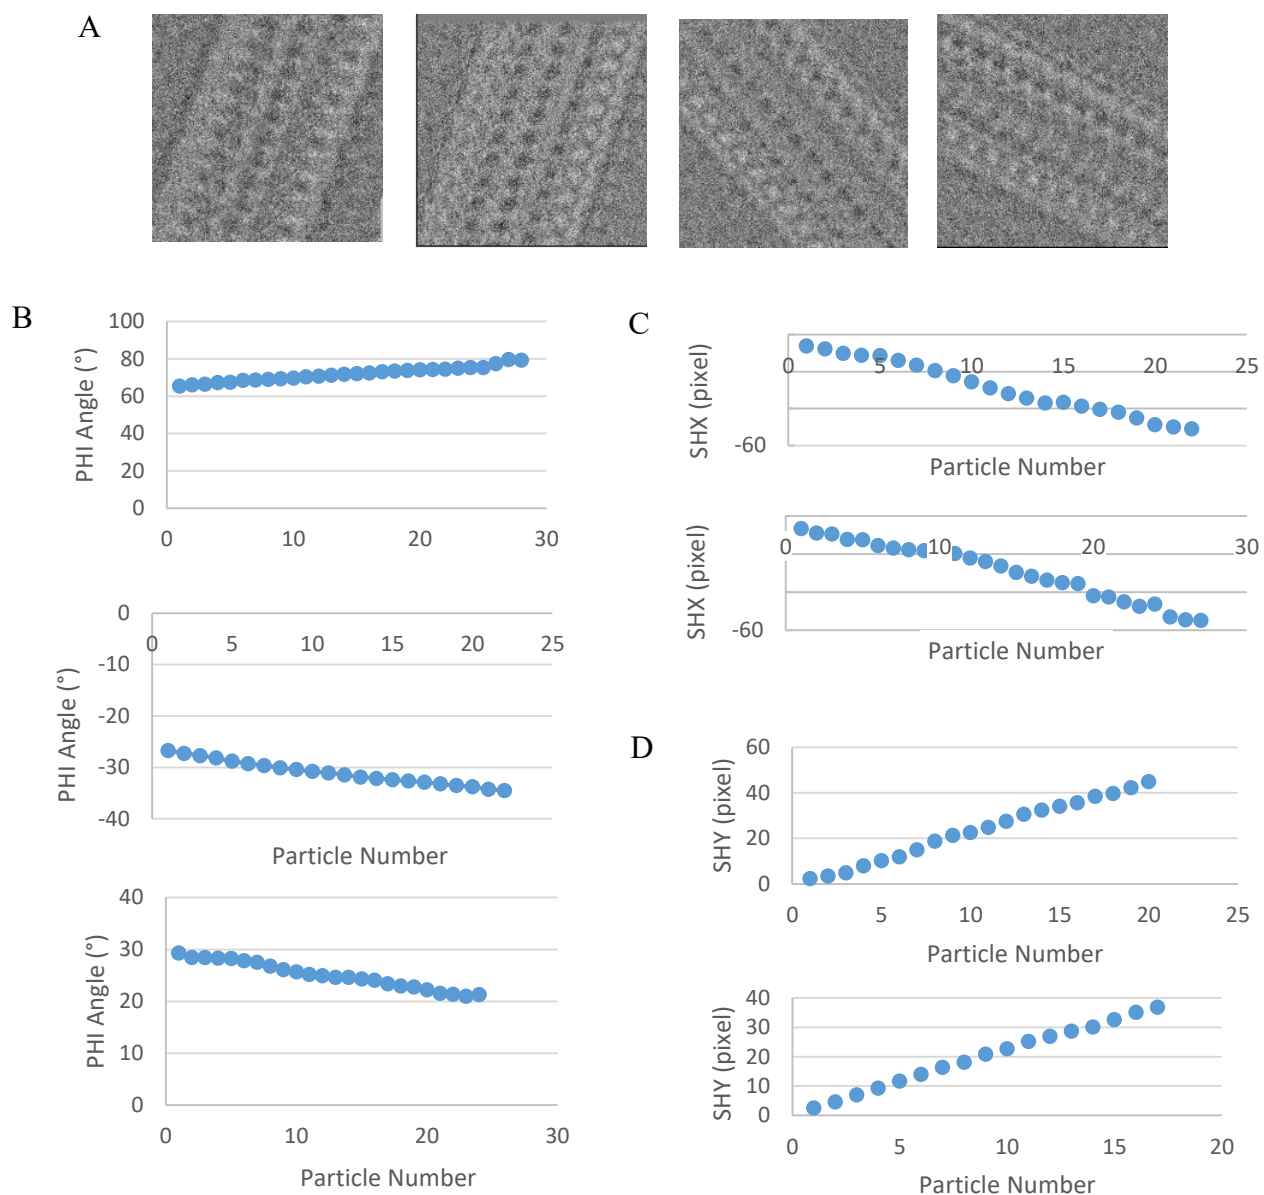 A
B
PHI Angle (°)
100
80
60
40
20
0
0 10 20 30
PHI Angle (°)
0
-10
-20
-30
-40
0 5 10 15 20 25
Particle Number
PHI Angle (°)
40
30
20
10
0
0 10 20 30
Particle Number
C
SHX (pixel)
0 5 10 15 20 25
-60
Particle Number
SHX (pixel)
0 10 20 30
-60
Particle Number
D
SHY (pixel)
60
40
20
0
0 5 10 15 20 25
Particle Number
SHY (pixel)
40
30
20
10
0
0 5 10 15 20
Particle Number